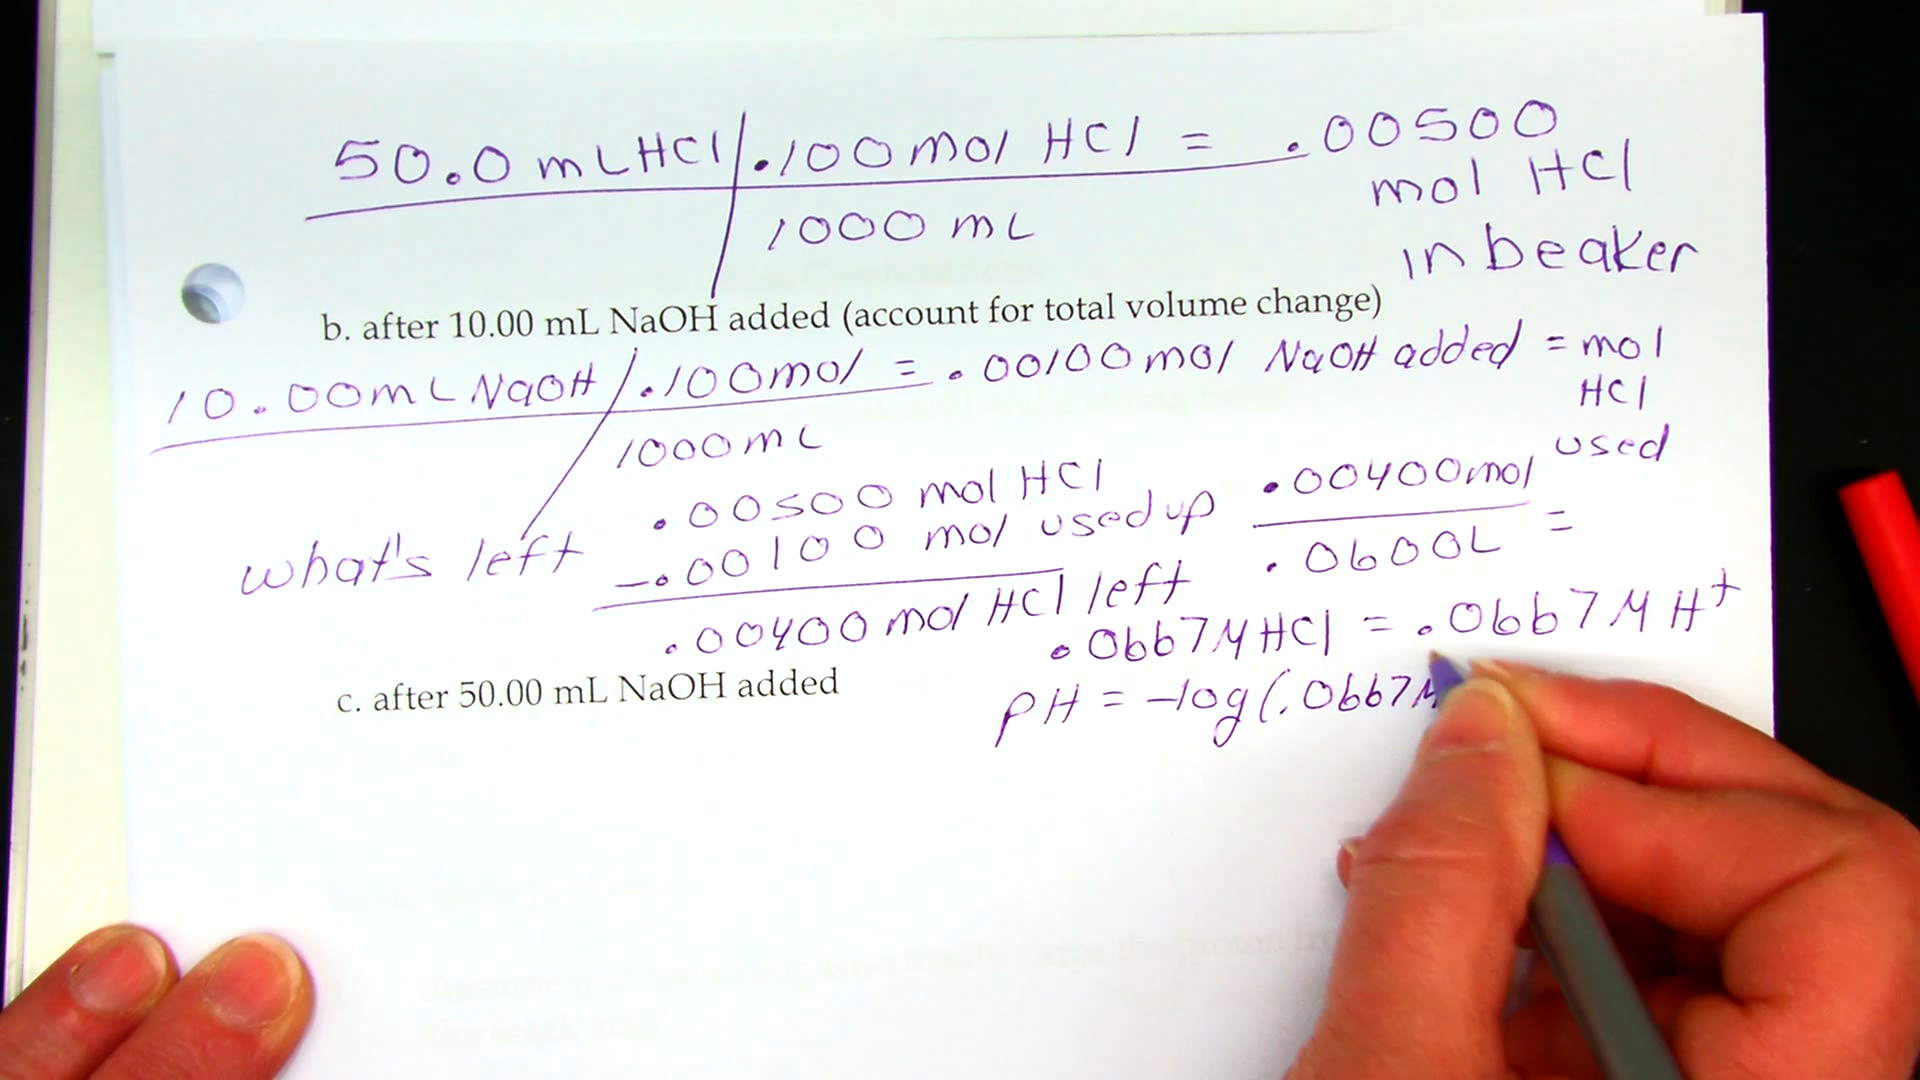 50.0 mL HCl / .100 mol HCl = .00500
1000 mL
mol HCl
in beaker
b. after 10.00 mL NaOH added (account for total volume change)
10.00 mL NaOH / .100 mol = .00100 mol NaOH added = mol
HCl
used
1000 mL
what's left
.00500 mol HCl
-.00100 mol used up
.00400 mol HCl left
.00400 mol
.0600L =
.0667 M HCl = .0667 M H+
c. after 50.00 mL NaOH added
pH = -log(.0667 M